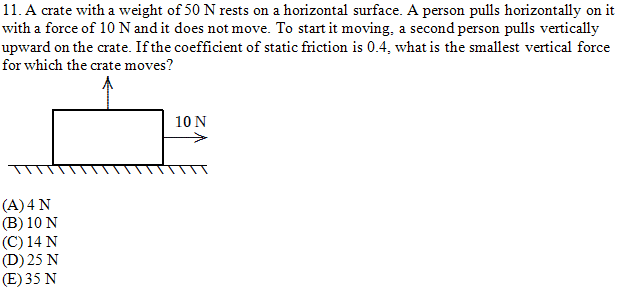 11. A crate with a weight of 50 N rests on a horizontal surface. A person pulls horizontally on it
with a force of 10 N and it does not move. To start it moving, a second person pulls vertically
upward on the crate. If the coefficient of static friction is 0.4, what is the smallest vertical force
for which the crate moves?
10 N
(A) 4 N
(B) 10 N
(C) 14 N
(D) 25 N
(E) 35 N